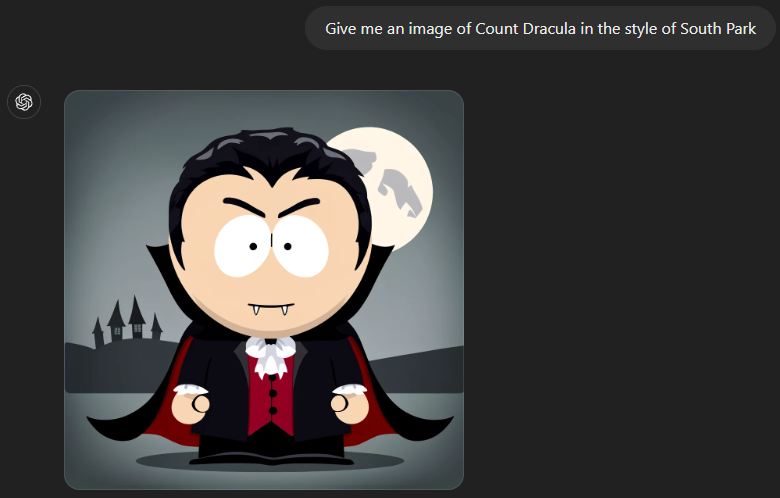 Give me an image of Count Dracula in the style of South Park